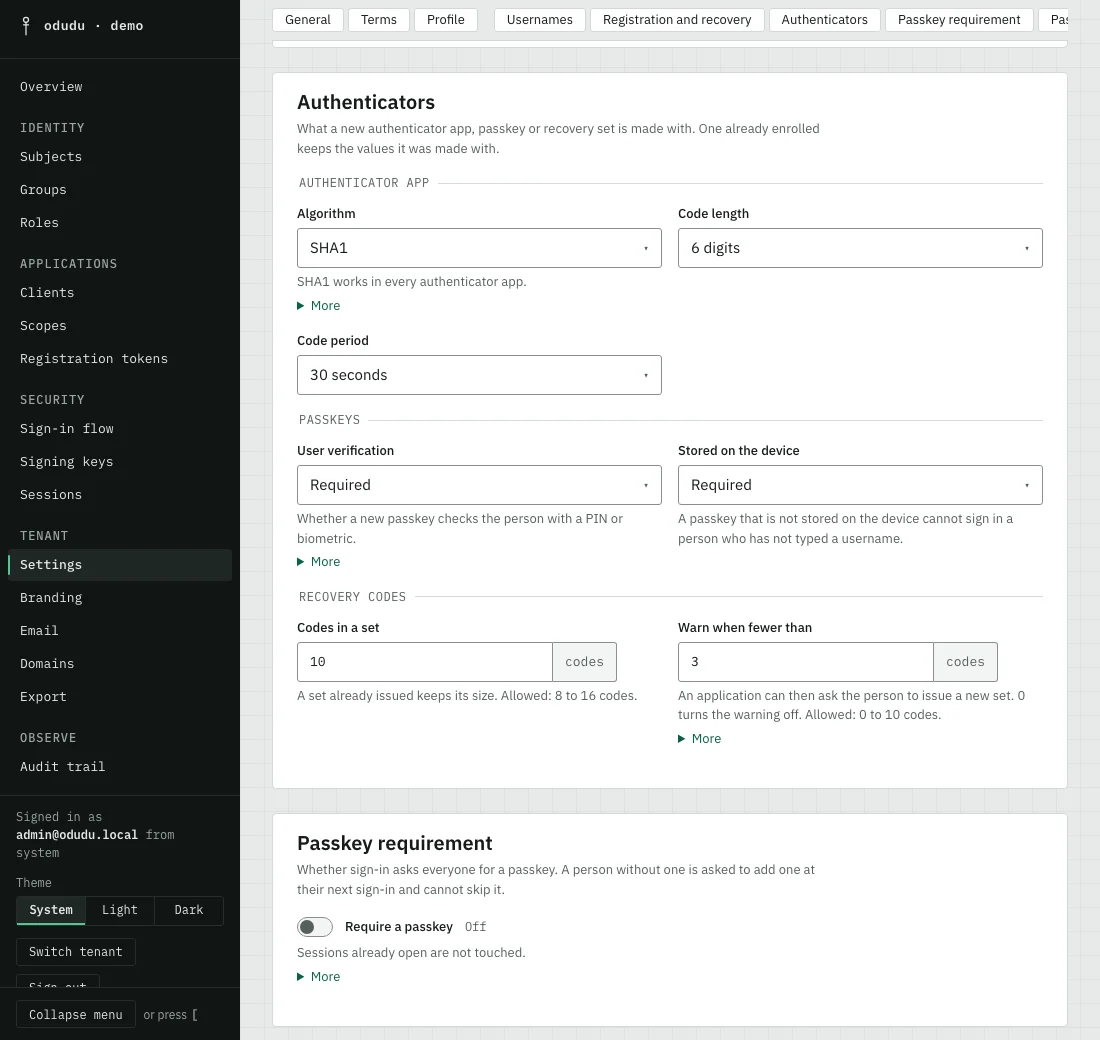 odudu · demo
Overview
IDENTITY
Subjects
Groups
Roles
APPLICATIONS
Clients
Scopes
Registration tokens
SECURITY
Sign-in flow
Signing keys
Sessions
TENANT
Settings
Branding
Email
Domains
Export
OBSERVE
Audit trail
Signed in as
admin@odudu.local from
system
Theme
System Light Dark
Switch tenant
Sign out
Collapse menu or press [
General Terms Profile Usernames Registration and recovery Authenticators Passkey requirement
Authenticators
What a new authenticator app, passkey or recovery set is made with. One already enrolled
keeps the values it was made with.
AUTHENTICATOR APP
Algorithm Code length
SHA1 6 digits
SHA1 works in every authenticator app.
More
Code period
30 seconds
PASSKEYS
User verification Stored on the device
Required Required
Whether a new passkey checks the person with a PIN or
biometric.
More
A passkey that is not stored on the device cannot sign in a
person who has not typed a username.
RECOVERY CODES
Codes in a set Warn when fewer than
10 codes 3 codes
A set already issued keeps its size. Allowed: 8 to 16 codes.
An application can then ask the person to issue a new set. 0
turns the warning off. Allowed: 0 to 10 codes.
More
Passkey requirement
Whether sign-in asks everyone for a passkey. A person without one is asked to add one at
their next sign-in and cannot skip it.
Require a passkey Off
Sessions already open are not touched.
More